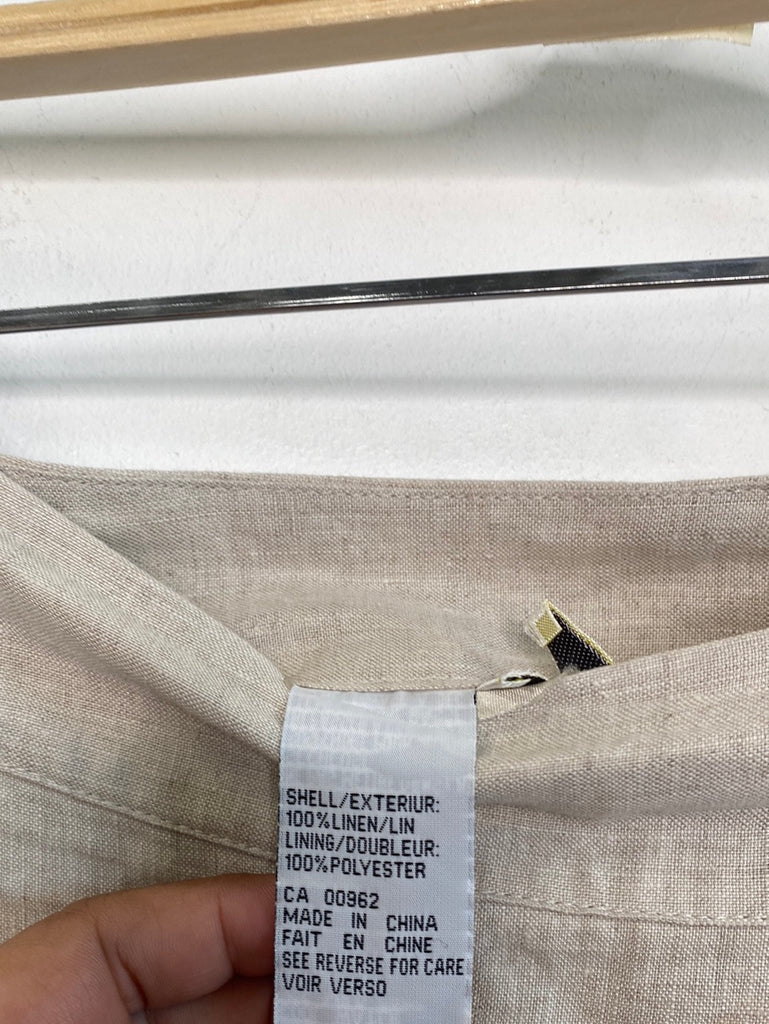 SHELL/EXTERIUR:
100%LINEN/LIN
LINING/DOUBLEUR:
100%POLYESTER
CA 00962
MADE IN CHINA
FAIT EN CHINE
SEE REVERSE FOR CARE
VOIR VERSO